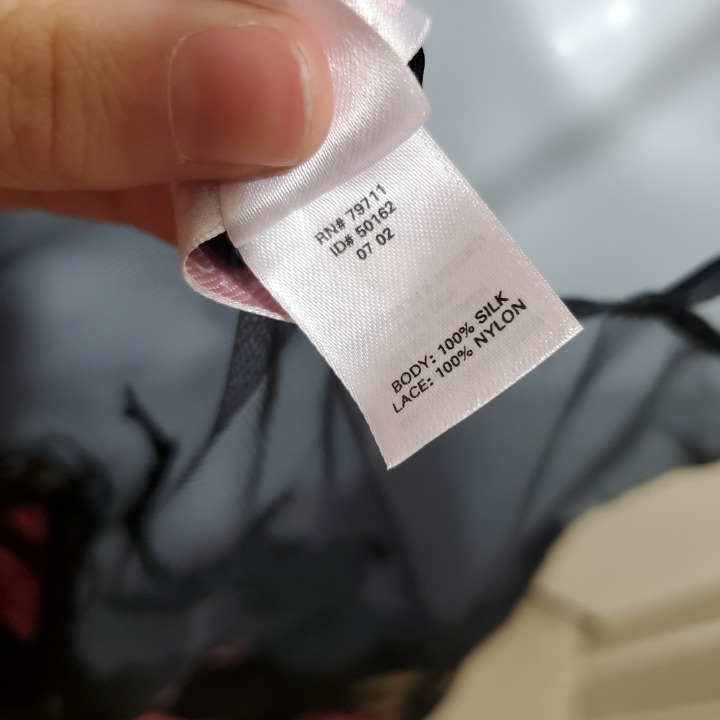 RN# 79711
ID# 50162
07 02
BODY: 100% SILK
LACE: 100% NYLON